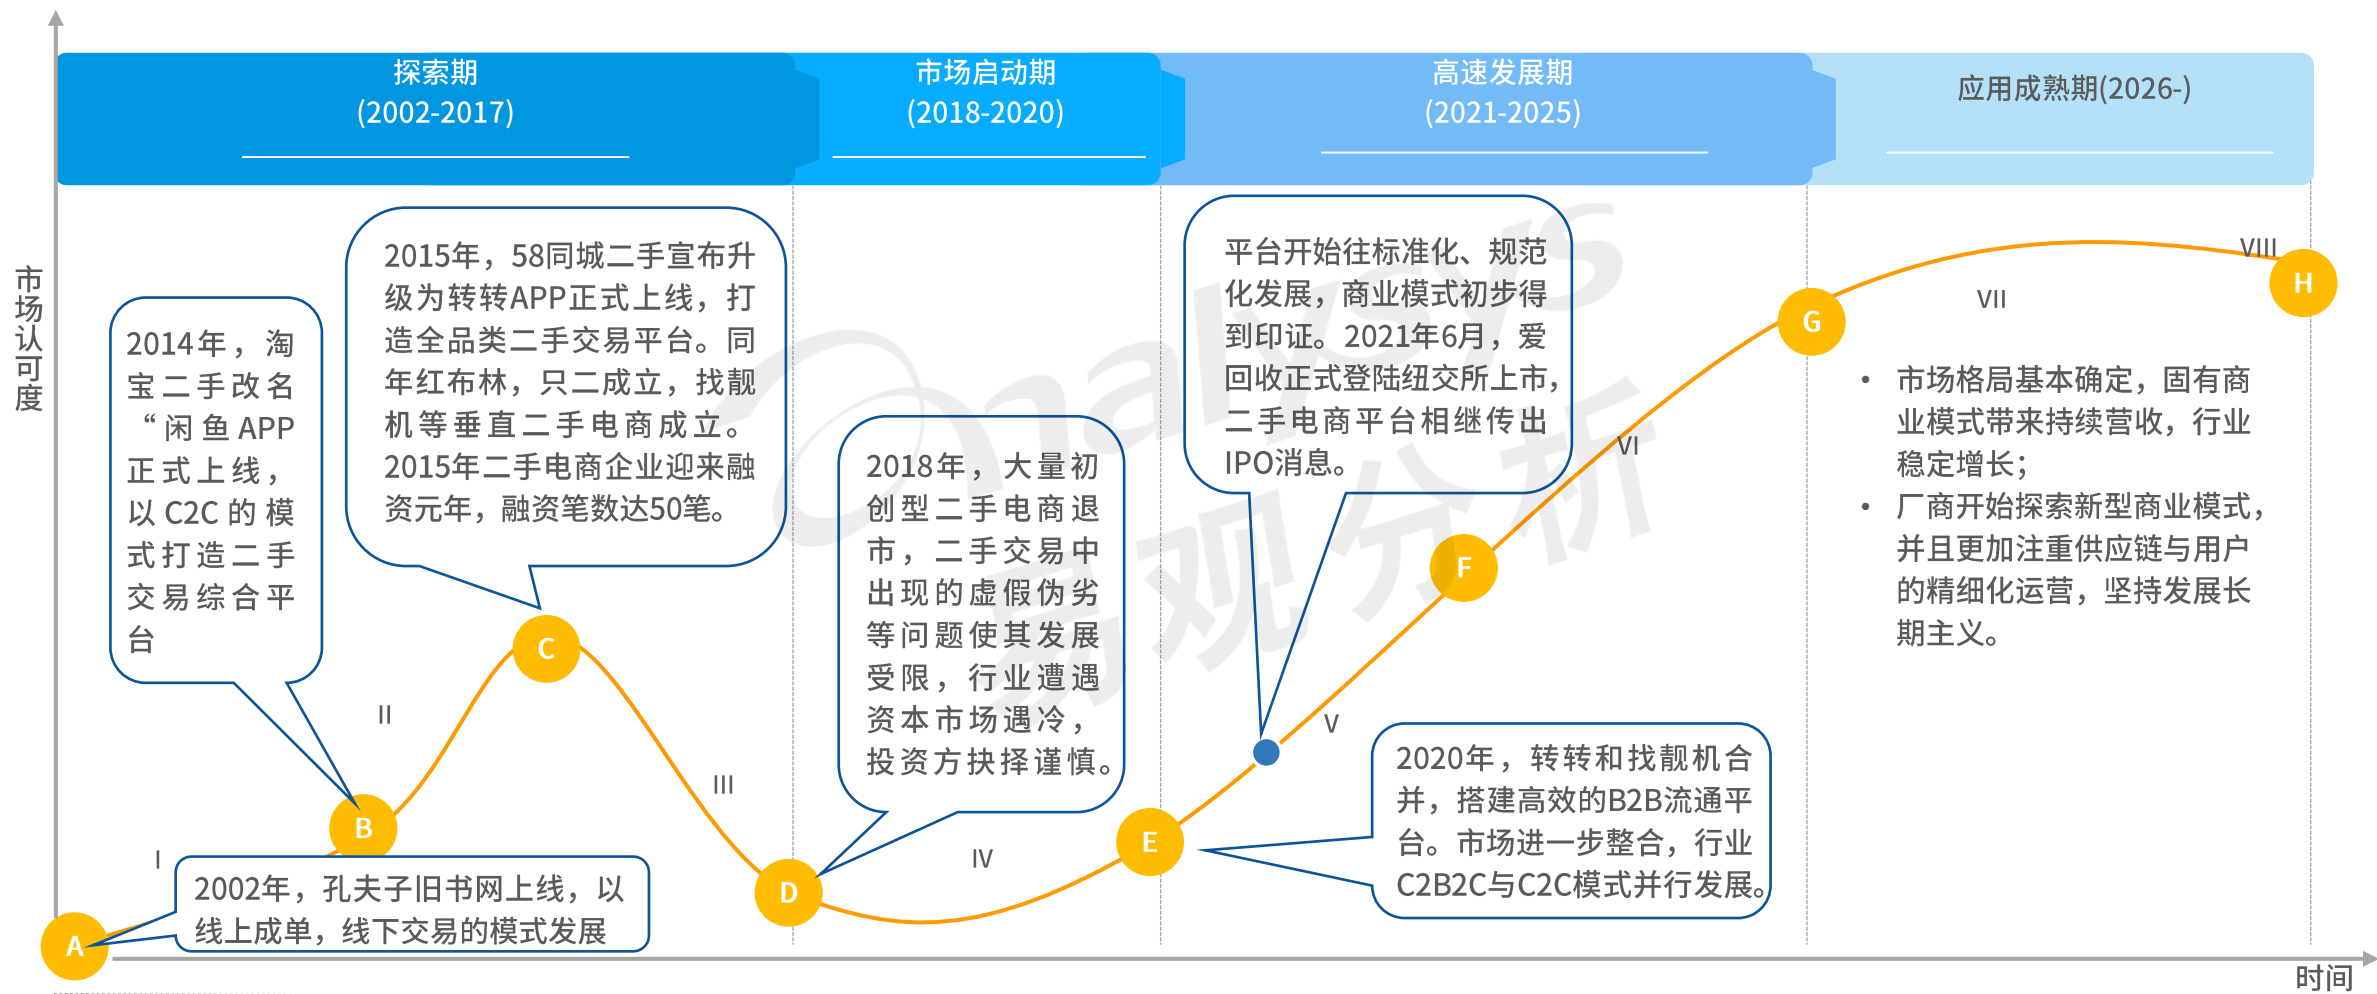 探索期
(2002-2017)
市场启动期
(2018-2020)
高速发展期
(2021-2025)
应用成熟期(2026-)
市场认可度
2014年，淘
宝二手改名
“闲鱼APP
正式上线，
以C2C的模
式打造二手
交易综合平
台
2015年，58同城二手宣布升
级为转转APP正式上线，打
造全品类二手交易平台。同
年红布林，只二成立，找靓
机等垂直二手电商成立。
2015年二手电商企业迎来融
资元年，融资笔数达50笔。
2018年，大量初
创型二手电商退
市，二手交易中
出现的虚假伪劣
等问题使其发展
受限，行业遭遇
资本市场遇冷，
投资方抉择谨慎。
平台开始往标准化、规范
化发展，商业模式初步得
到印证。2021年6月，爱
回收正式登陆纽交所上市，
二手电商平台相继传出
IPO消息。
2020年，转转和找靓机合
并，搭建高效的B2B流通平
台。市场进一步整合，行业
C2B2C与C2C模式并行发展。
• 市场格局基本确定，固有商
业模式带来持续营收，行业
稳定增长；
• 厂商开始探索新型商业模式，
并且更加注重供应链与用户
的精细化运营，坚持发展长
期主义。
2002年，孔夫子旧书网上线，以
线上成单，线下交易的模式发展
A
I
B
II
C
III
D
IV
E
V
F
VI
G
VII
VIII
H
时间
analysys
易观分析